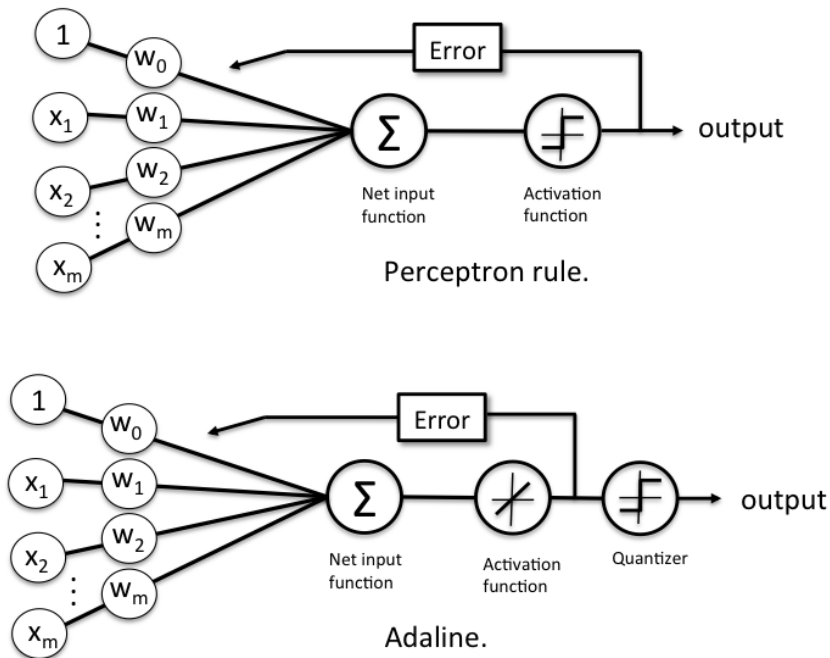 1
w0
Error
x1
w1
Σ
output
x2
w2
Net input
function
Activation
function
⋮
wm
xm
Perceptron rule.
1
w0
Error
x1
w1
Σ
output
x2
w2
Net input
function
Activation
function
Quantizer
⋮
wm
xm
Adaline.